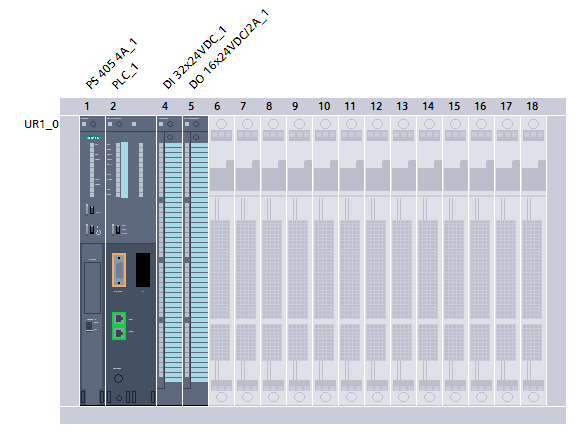 PS 405 4A_1
PLC_1
DI 32x24VDC_1
DO 16x24VDC/2A_1
1 2 4 5 6 7 8 9 10 11 12 13 14 15 16 17 18
UR1_0